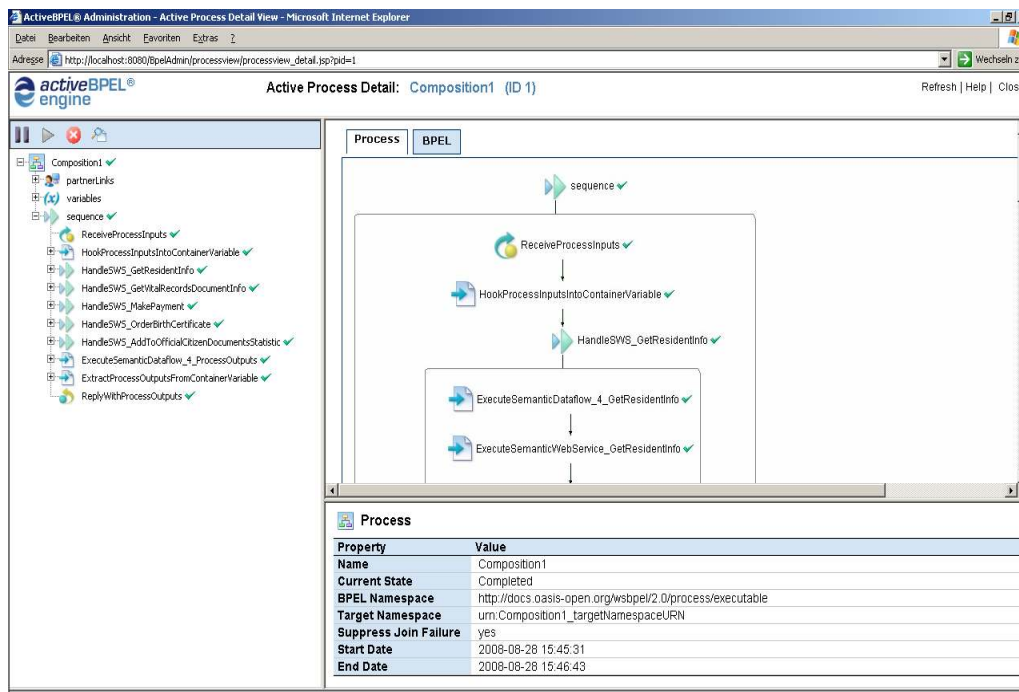 ActiveBPEL® Administration - Active Process Detail View - Microsoft Internet Explorer
Datei Bearbeiten Ansicht Favoriten Extras ?
Adresse http://localhost:8080/BpelAdmin/processview/processview_detail.jsp?pid=1 Wechseln z
activeBPEL® engine
Active Process Detail: Composition1 (ID 1)
Refresh | Help | Clos
Composition1
partnerLinks
(x) variables
sequence
ReceiveProcessInputs
HookProcessInputsIntoContainerVariable
HandleSWS_GetResidentInfo
HandleSWS_GetVitalRecordsDocumentInfo
HandleSWS_MakePayment
HandleSWS_OrderBirthCertificate
HandleSWS_AddToOfficialCitizenDocumentsStatistic
ExecuteSemanticDataflow_4_ProcessOutputs
ExtractProcessOutputsFromContainerVariable
ReplyWithProcessOutputs
Process BPEL
sequence
ReceiveProcessInputs
HookProcessInputsIntoContainerVariable
HandleSWS_GetResidentInfo
ExecuteSemanticDataflow_4_GetResidentInfo
ExecuteSemanticWebService_GetResidentInfo
Process
Property Value
Name Composition1
Current State Completed
BPEL Namespace http://docs.oasis-open.org/wsbpel/2.0/process/executable
Target Namespace urn:Composition1_targetNamespaceURN
Suppress Join Failure yes
Start Date 2008-08-28 15:45:31
End Date 2008-08-28 15:46:43